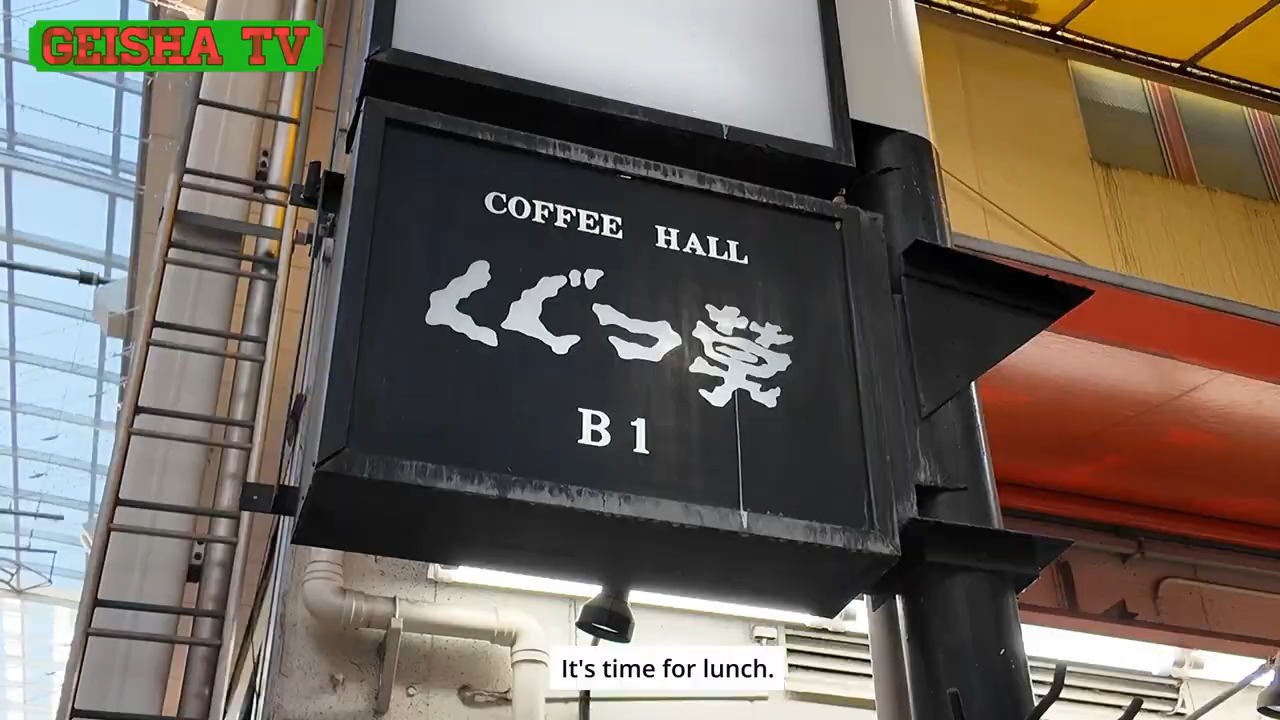 GEISHA TV
COFFEE HALL
くぐつ草
B1
It's time for lunch.